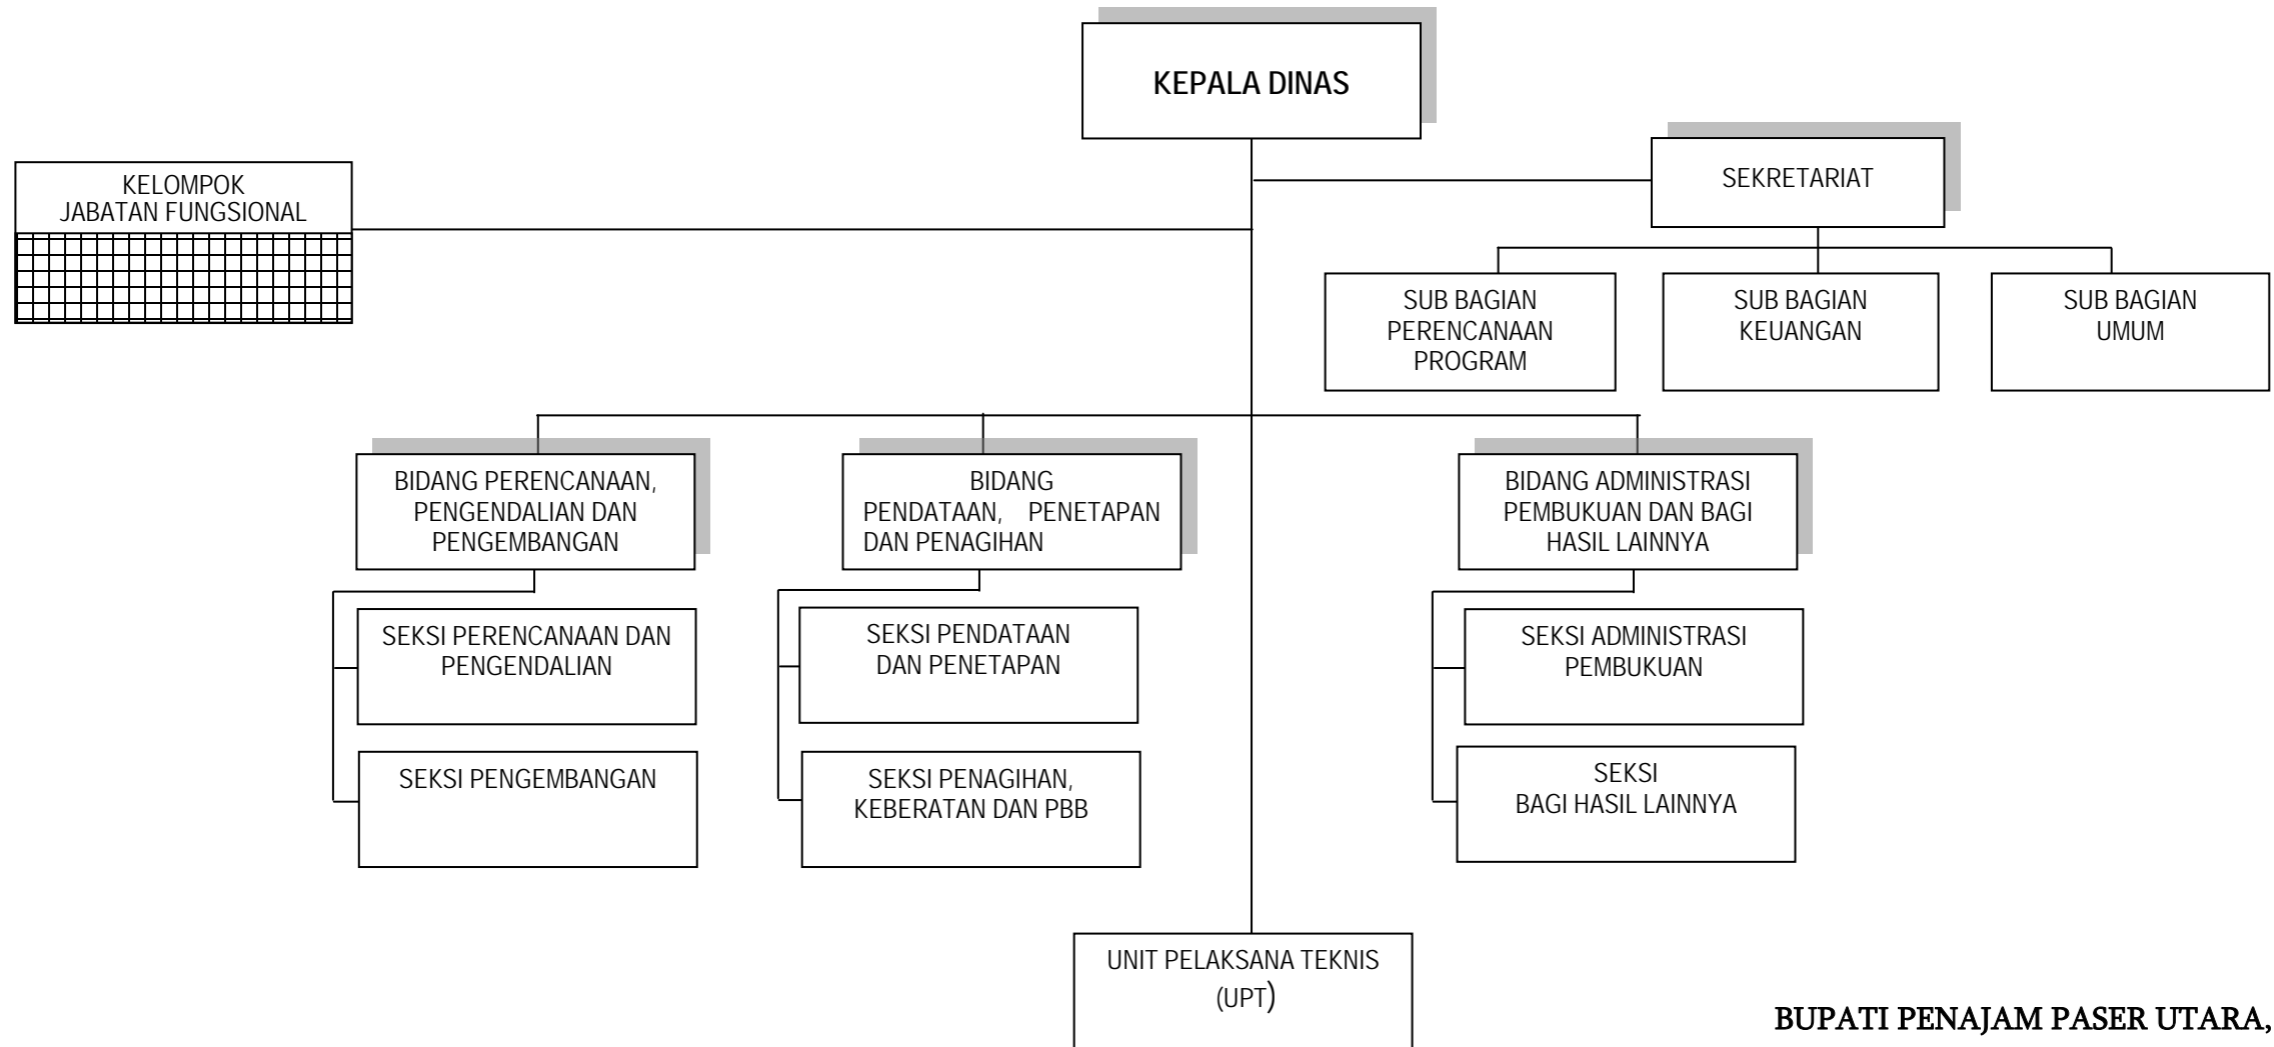 KEPALA DINAS
KELOMPOK
JABATAN FUNGSIONAL
SEKRETARIAT
SUB BAGIAN
PERENCANAAN
PROGRAM
SUB BAGIAN
KEUANGAN
SUB BAGIAN
UMUM
BIDANG PERENCANAAN,
PENGENDALIAN DAN
PENGEMBANGAN
BIDANG
PENDATAAN, PENETAPAN
DAN PENAGIHAN
BIDANG ADMINISTRASI
PEMBUKUAN DAN BAGI
HASIL LAINNYA
SEKSI PERENCANAAN DAN
PENGENDALIAN
SEKSI PENDATAAN
DAN PENETAPAN
SEKSI ADMINISTRASI
PEMBUKUAN
SEKSI PENGEMBANGAN
SEKSI PENAGIHAN,
KEBERATAN DAN PBB
SEKSI
BAGI HASIL LAINNYA
UNIT PELAKSANA TEKNIS
(UPT)
BUPATI PENAJAM PASER UTARA,